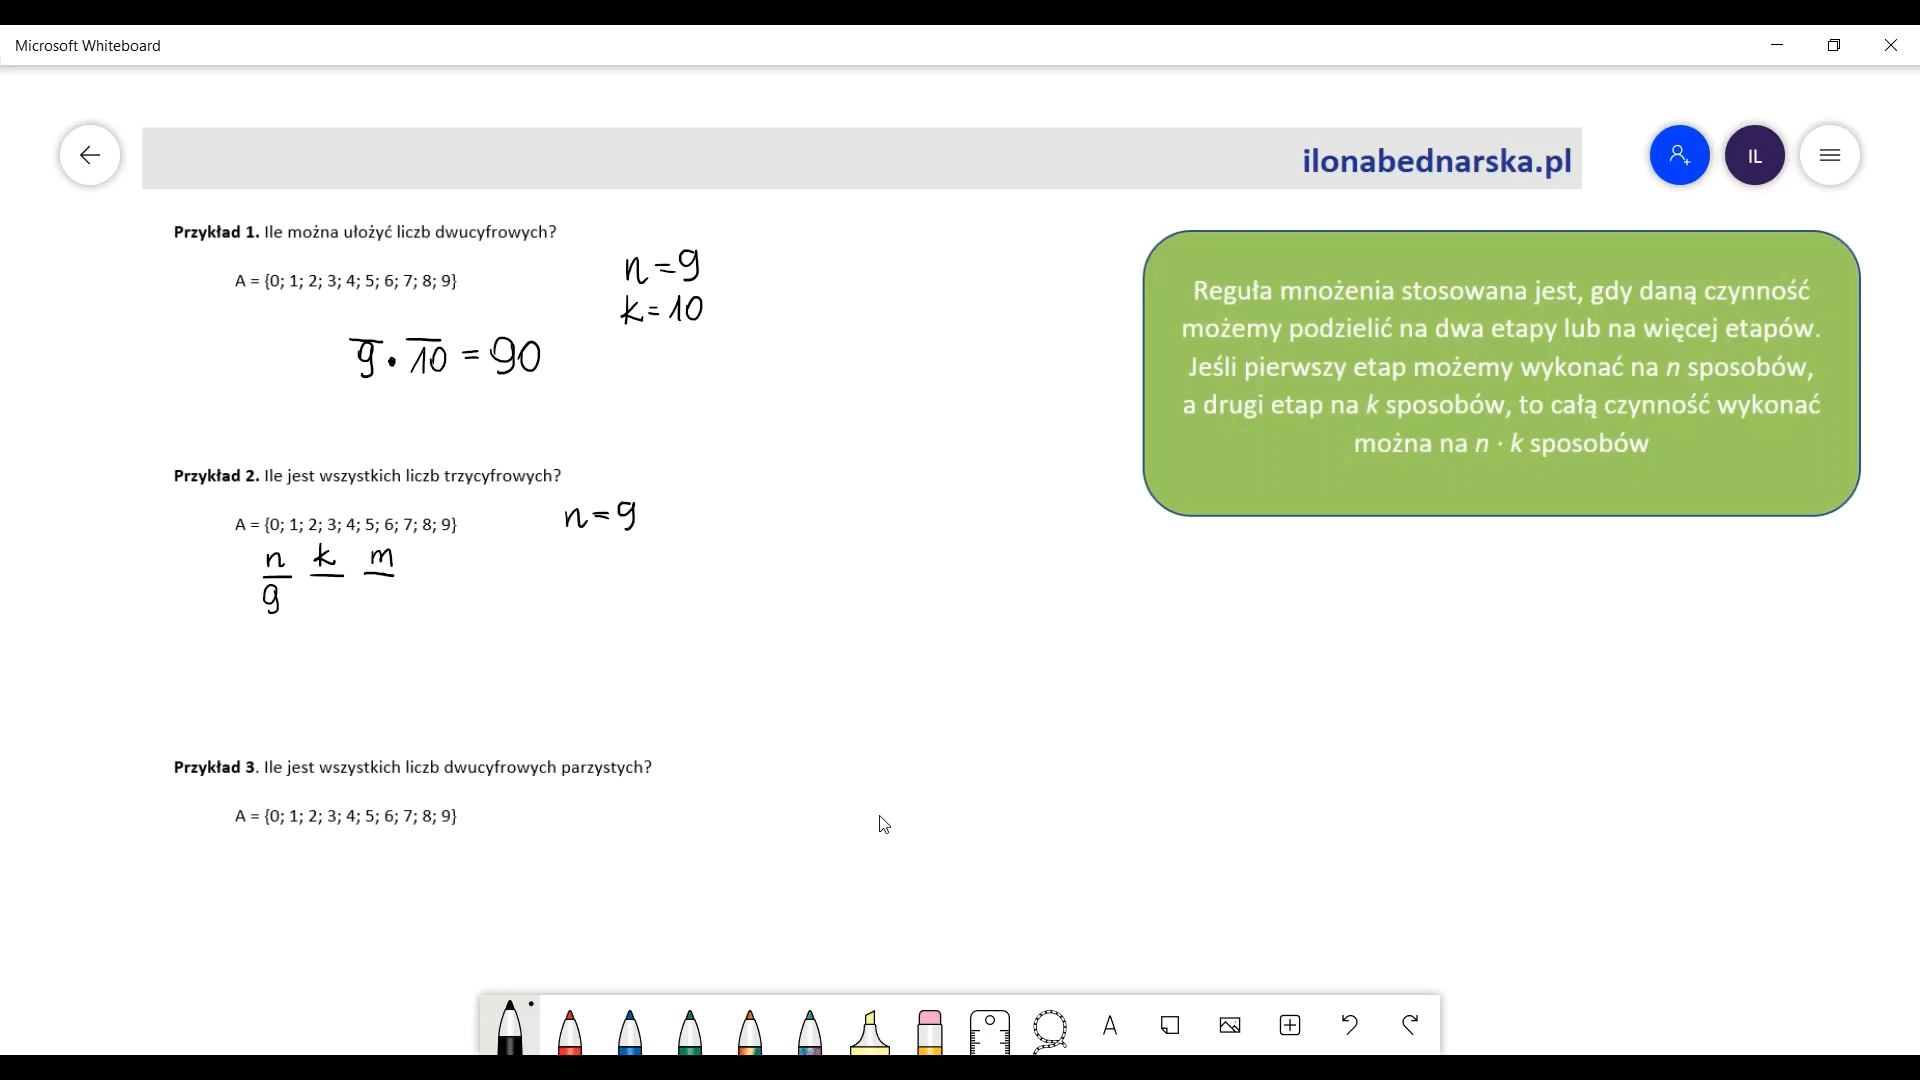 Microsoft Whiteboard
ilonabednarska.pl
IL
Przykład 1. Ile można ułożyć liczb dwucyfrowych?
A = {0; 1; 2; 3; 4; 5; 6; 7; 8; 9}
n = 9
k = 10
9 · 10 = 90
Reguła mnożenia stosowana jest, gdy daną czynność
możemy podzielić na dwa etapy lub na więcej etapów.
Jeśli pierwszy etap możemy wykonać na n sposobów,
a drugi etap na k sposobów, to całą czynność wykonać
można na n · k sposobów
Przykład 2. Ile jest wszystkich liczb trzycyfrowych?
A = {0; 1; 2; 3; 4; 5; 6; 7; 8; 9}
n = 9
n k m
9
Przykład 3. Ile jest wszystkich liczb dwucyfrowych parzystych?
A = {0; 1; 2; 3; 4; 5; 6; 7; 8; 9}